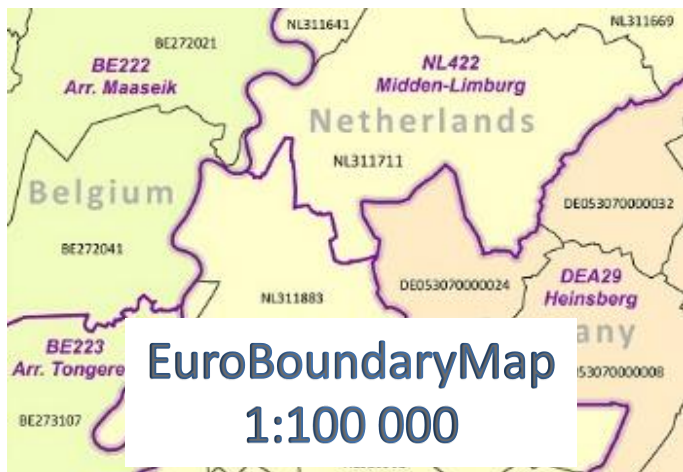 NL311641
NL311669
BE272021
BE222
Arr. Maaseik
NL422
Midden-Limburg
Netherlands
NL311711
Belgium
DE053070000032
BE272041
DE053070000024
DEA29
Heinsberg
NL311883
any
BE223
Arr. Tongere
EuroBoundaryMap
53070000008
BE273107
1:100 000